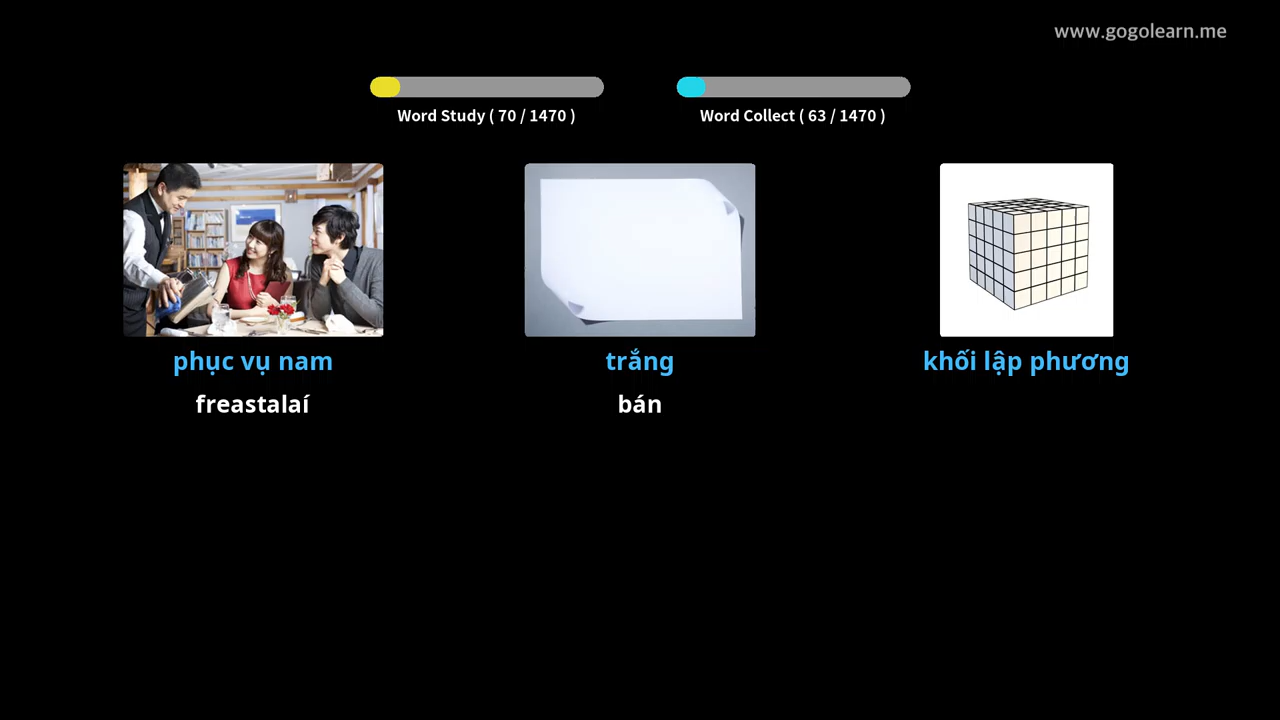 www.gogolearn.me
Word Study ( 70 / 1470 )
Word Collect ( 63 / 1470 )
phục vụ nam
trắng
khối lập phương
freastalaí
bán